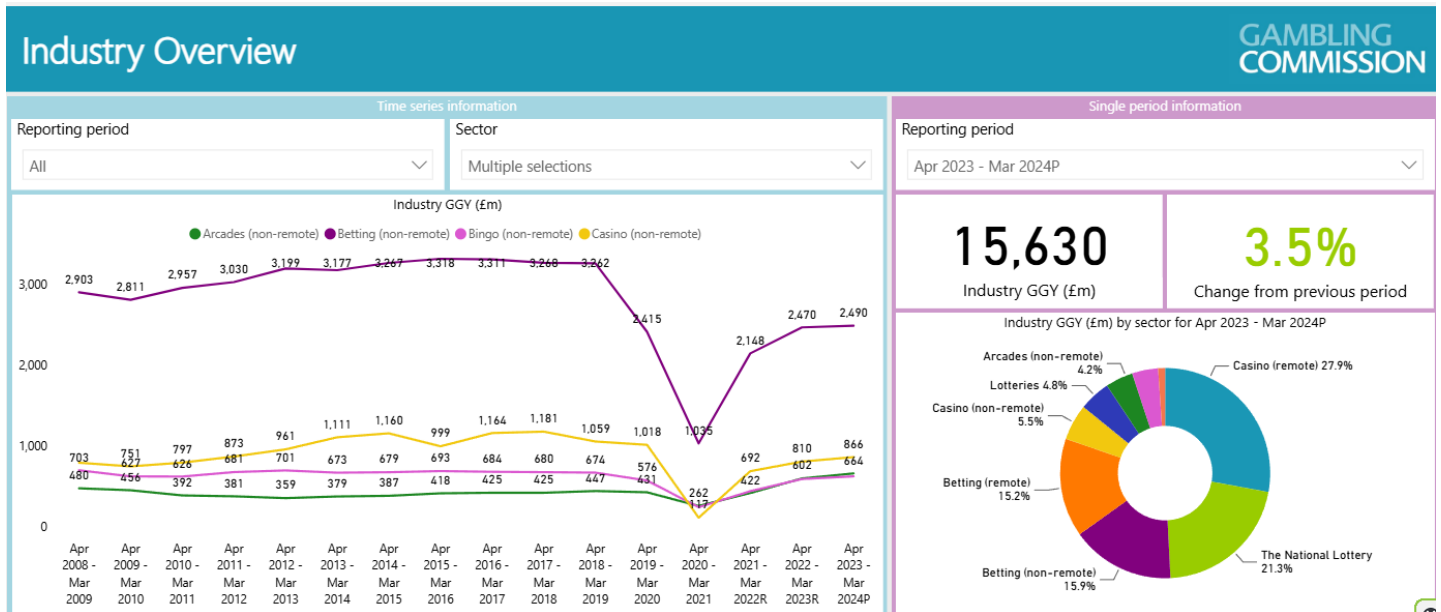 Industry Overview
GAMBLING
COMMISSION
Time series information
Reporting period
All
Sector
Multiple selections
Single period information
Reporting period
Apr 2023 - Mar 2024P
Industry GGY (£m)
Arcades (non-remote) Betting (non-remote) Bingo (non-remote) Casino (non-remote)
3,000
2,000
1,000
0
2,903 2,811 2,957 3,030 3,199 3,177 3,267 3,318 3,311 3,268 3,262 2,415 1,035 2,148 2,470 2,490
703 751 797 873 961 1,111 1,160 999 1,164 1,181 1,059 1,018 117 692 810 866
627 626 681 701 673 679 693 684 680 674 576
480 456 392 381 359 379 387 418 425 425 447 431 262 422 602 664
Apr Apr Apr Apr Apr Apr Apr Apr Apr Apr Apr Apr Apr Apr Apr Apr
2008 - 2009 - 2010 - 2011 - 2012 - 2013 - 2014 - 2015 - 2016 - 2017 - 2018 - 2019 - 2020 - 2021 - 2022 - 2023 -
Mar Mar Mar Mar Mar Mar Mar Mar Mar Mar Mar Mar Mar Mar Mar Mar
2009 2010 2011 2012 2013 2014 2015 2016 2017 2018 2019 2020 2021 2022R 2023R 2024P
15,630
Industry GGY (£m)
3.5%
Change from previous period
Industry GGY (£m) by sector for Apr 2023 - Mar 2024P
Arcades (non-remote)
4.2%
Lotteries 4.8%
Casino (non-remote)
5.5%
Betting (remote)
15.2%
Betting (non-remote)
15.9%
Casino (remote) 27.9%
The National Lottery
21.3%